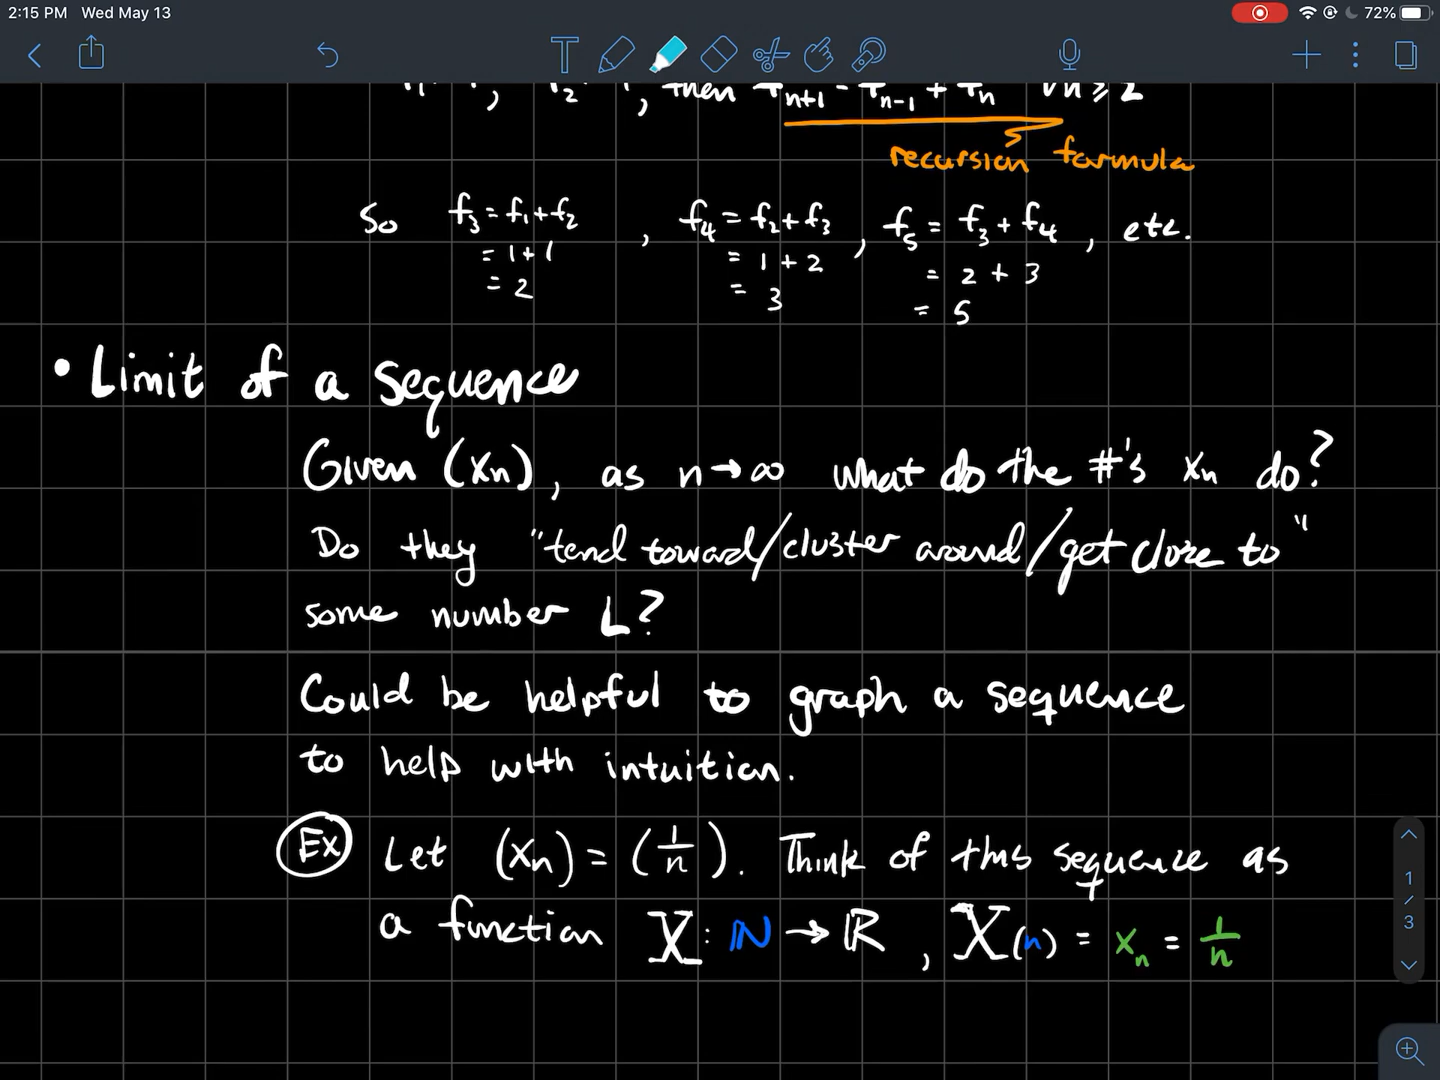 2:15 PM Wed May 13 72%
, , then f_{n+1} = f_{n-1} + f_n ∀n ≥ 2
recursion formula
So f_3 = f_1 + f_2 , f_4 = f_2 + f_3 , f_5 = f_3 + f_4 , etc.
= 1 + 1 = 1 + 2 = 2 + 3
= 2 = 3 = 5
• Limit of a sequence
Given (x_n), as n → ∞ what do the #'s x_n do?
Do they "tend toward/cluster around/get close to"
some number L?
Could be helpful to graph a sequence
to help with intuition.
Ex Let (x_n) = (1/n). Think of this sequence as
a function X: ℕ → ℝ, X(n) = x_n = 1/n
1
/
3